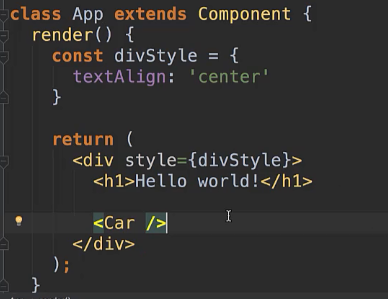 class App extends Component {
render() {
const divStyle = {
textAlign: 'center'
}
return (
<div style={divStyle}>
<h1>Hello world!</h1>
<Car />
</div>
);
}